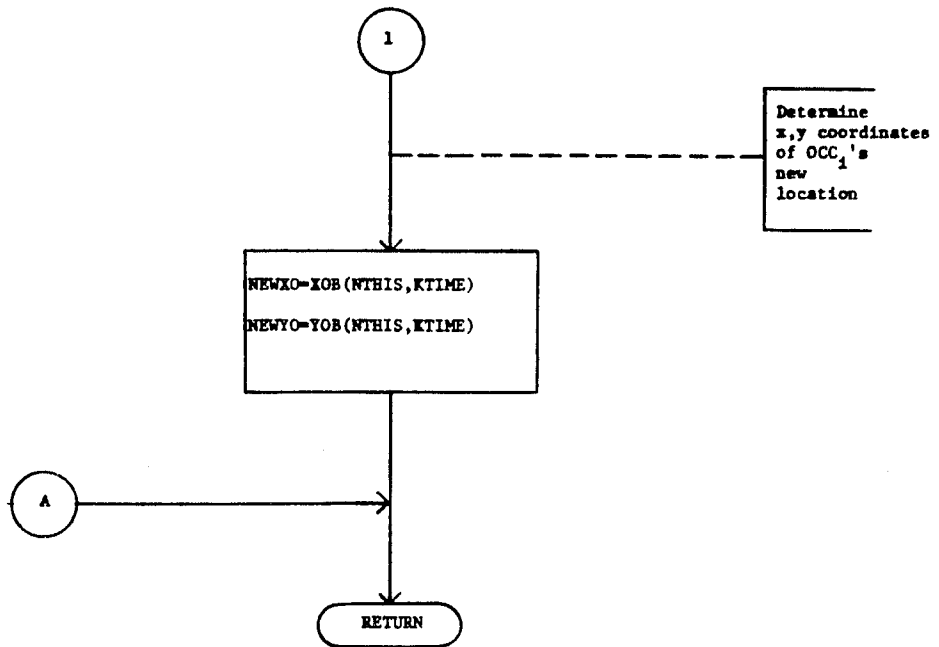 1
Determine
x,y coordinates
of OCC₁'s
new
location
NEWXO=XOB(NTHIS,KTIME)
NEWYO=YOB(NTHIS,KTIME)
A
RETURN